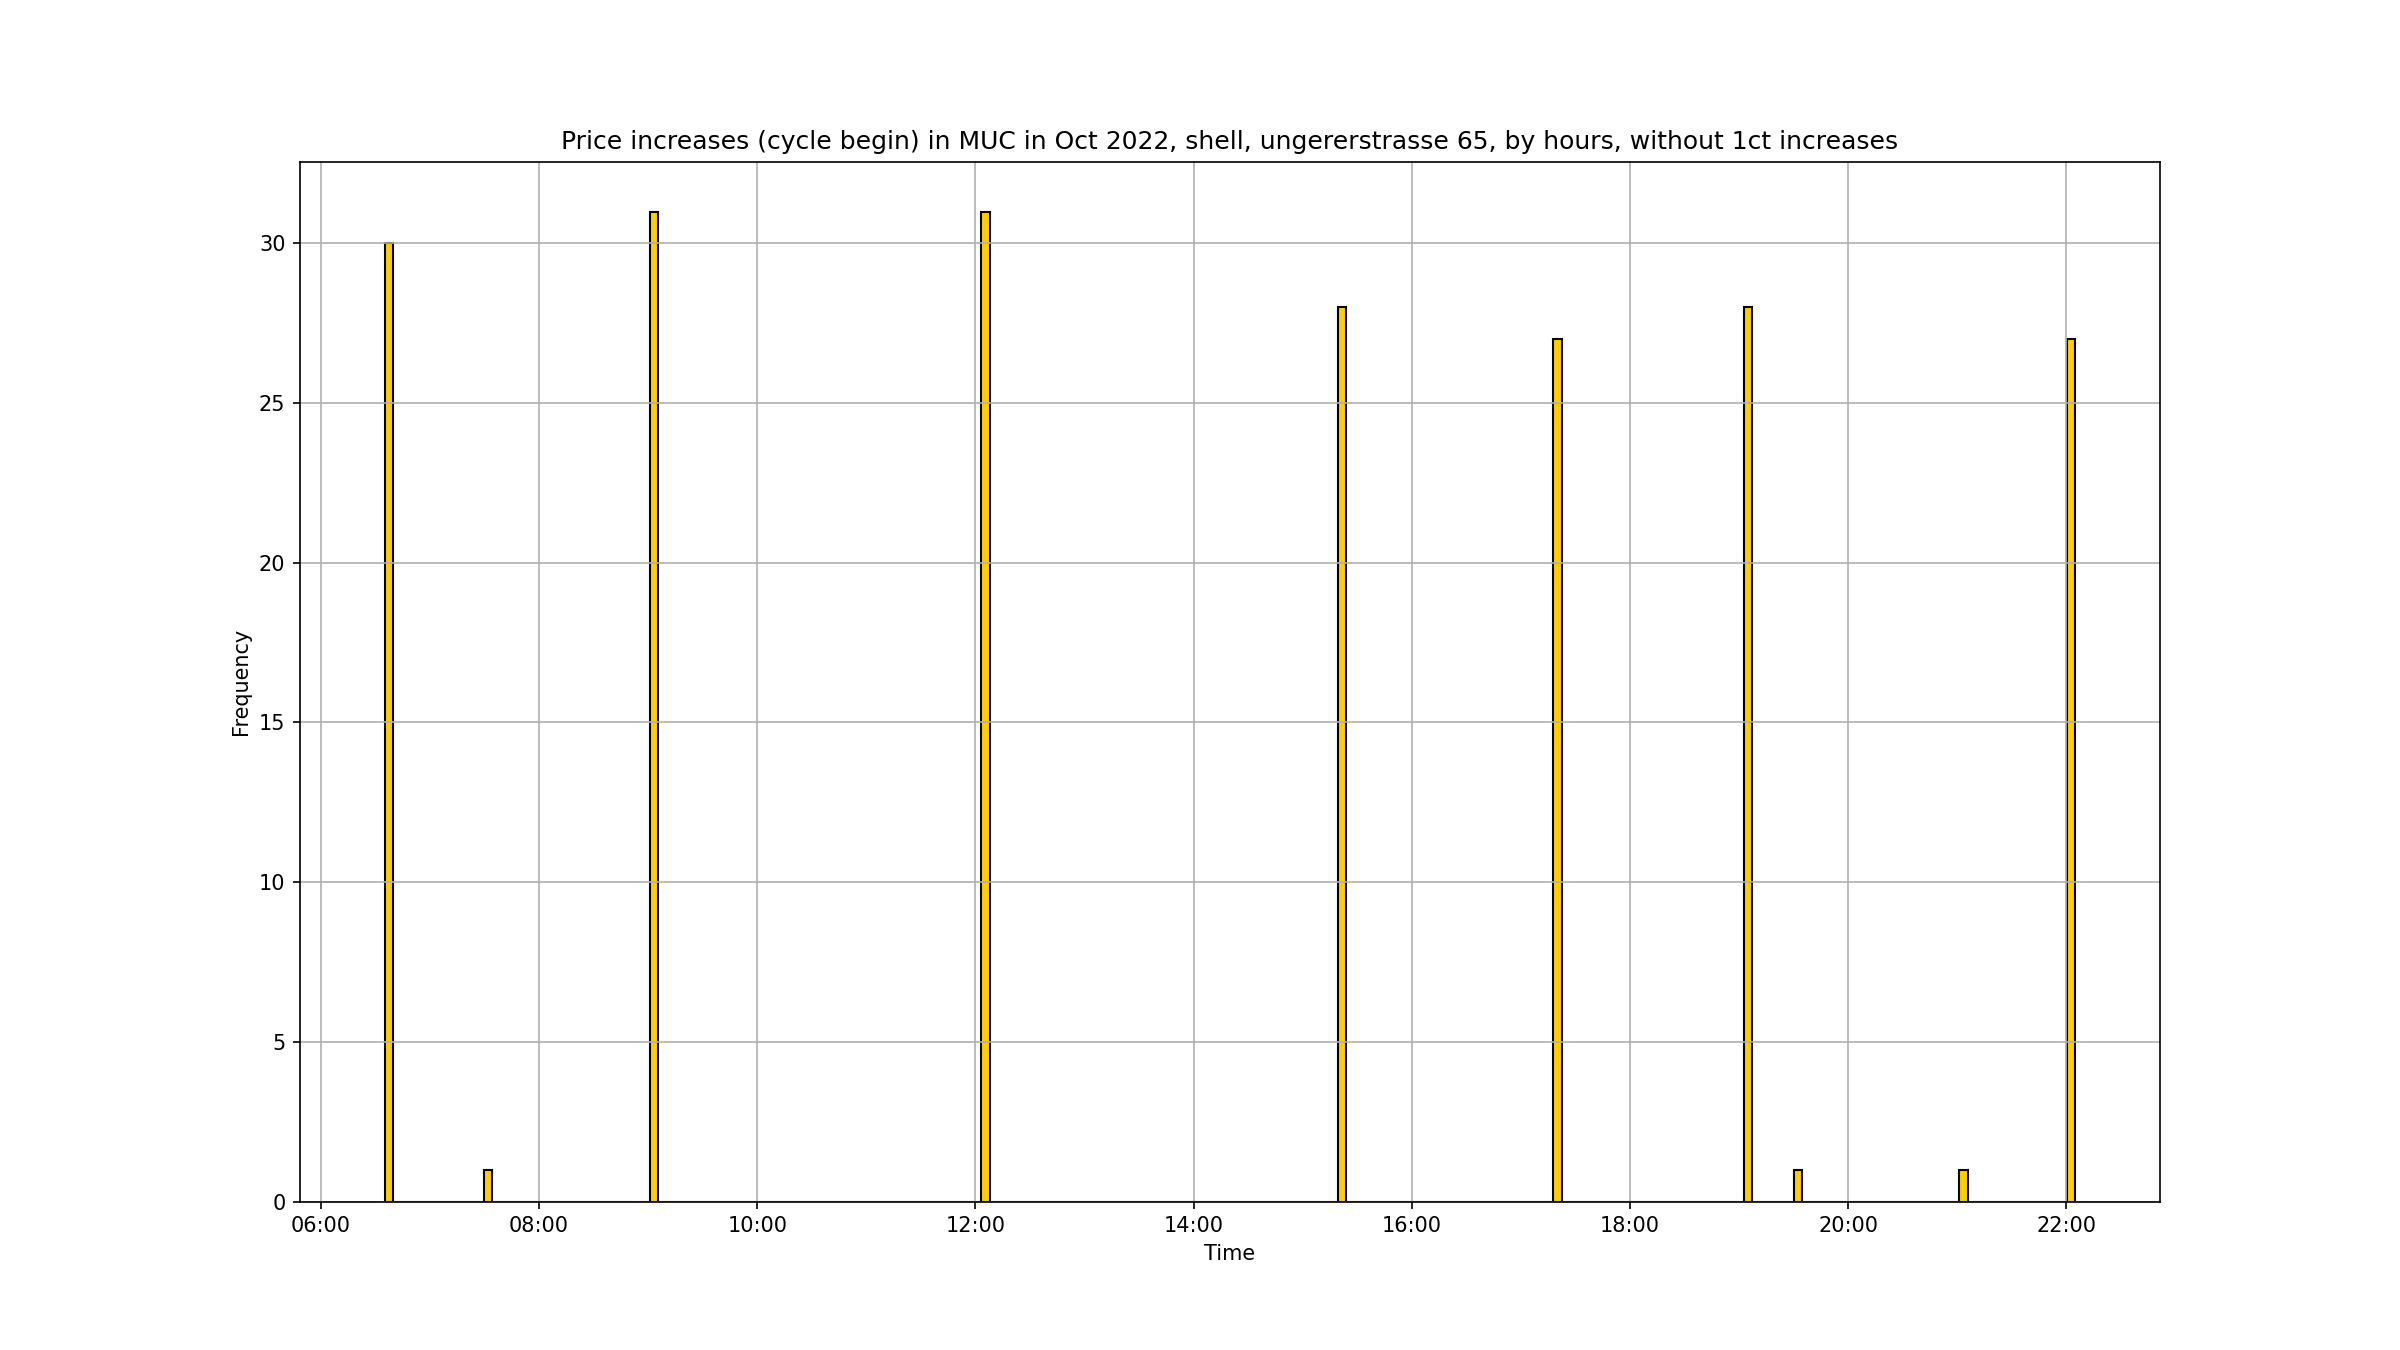 Price increases (cycle begin) in MUC in Oct 2022, shell, ungererstrasse 65, by hours, without 1ct increases
30
25
20
15
10
5
0
Frequency
06:00 08:00 10:00 12:00 14:00 16:00 18:00 20:00 22:00
Time